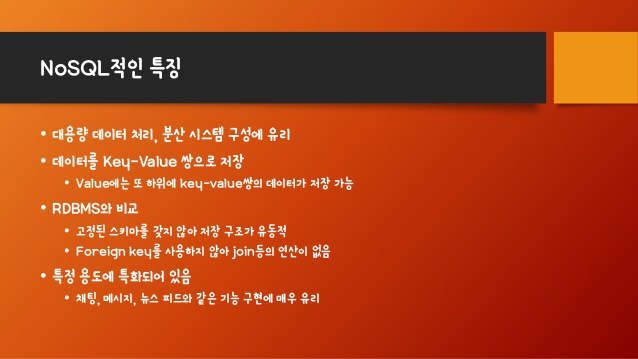 NoSQL적인 특징
• 대용량 데이터 처리, 분산 시스템 구성에 유리
• 데이터를 Key-Value 쌍으로 저장
• Value에는 또 하위에 key-value쌍의 데이터가 저장 가능
• RDBMS와 비교
• 고정된 스키마를 갖지 않아 저장 구조가 유동적
• Foreign key를 사용하지 않아 join등의 연산이 없음
• 특정 용도에 특화되어 있음
• 채팅, 메시지, 뉴스 피드와 같은 기능 구현에 매우 유리